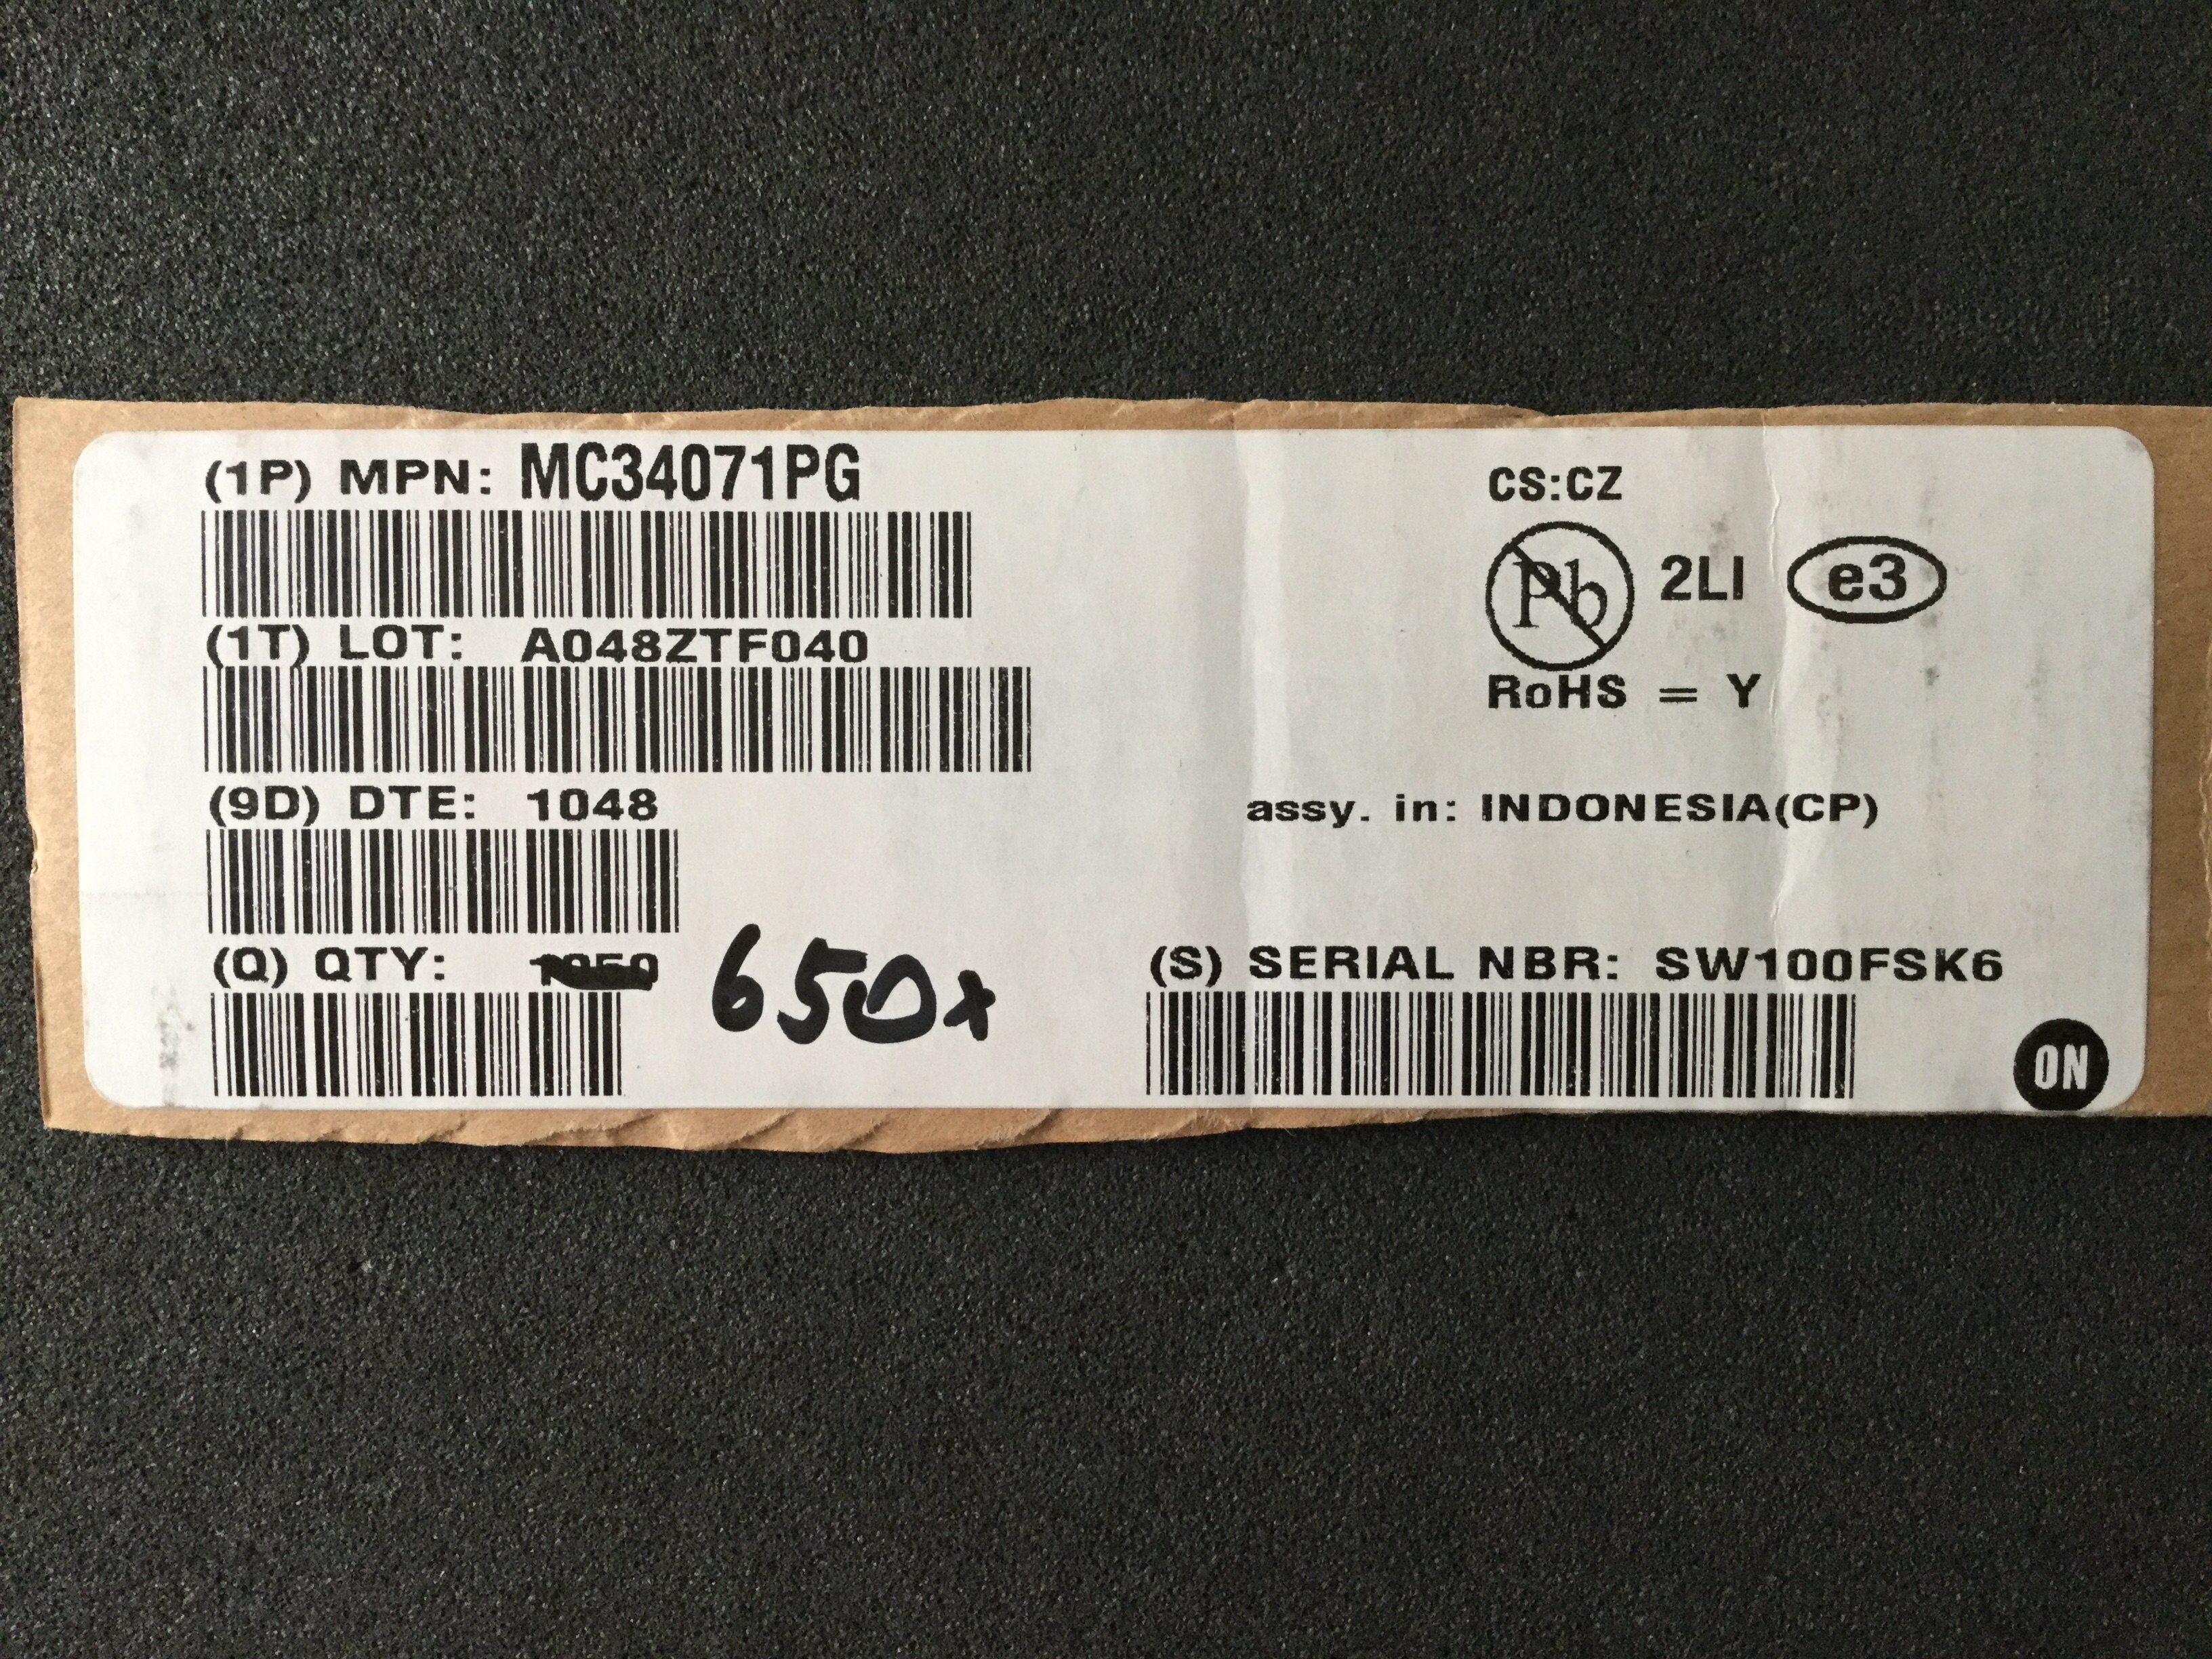 (1P) MPN: MC34071PG
(1T) LOT: A048ZTF040
(9D) DTE: 1048
(Q) QTY: 1050 650x
CS:CZ
Pb 2LI e3
RoHS = Y
assy. in: INDONESIA(CP)
(S) SERIAL NBR: SW100FSK6
ON